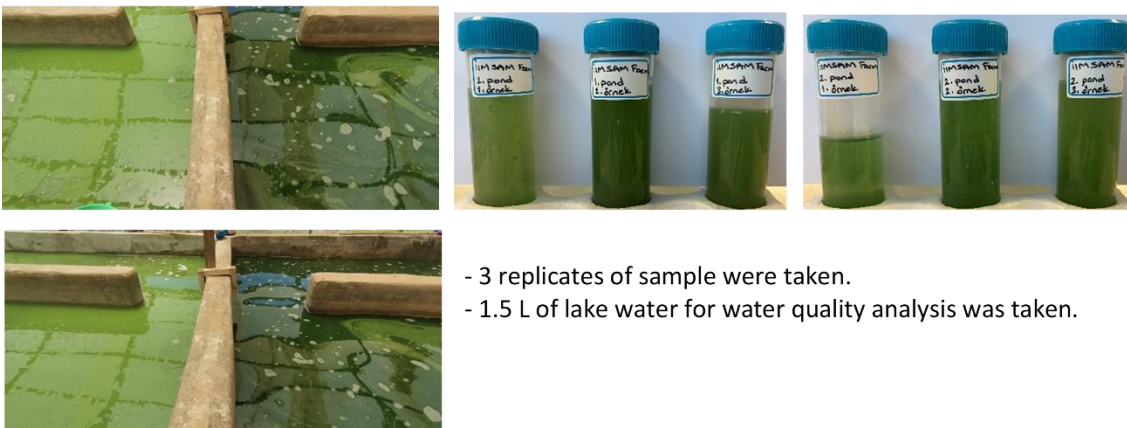 IIMSAM Farm
1. pond
1. örnek
IIMSAM Farm
1. pond
2. örnek
IIMSAM Farm
1. pond
3. örnek
IIMSAM Farm
2. pond
1. örnek
IIMSAM Farm
2. pond
2. örnek
IIMSAM Farm
2. pond
3. örnek
- 3 replicates of sample were taken.
- 1.5 L of lake water for water quality analysis was taken.